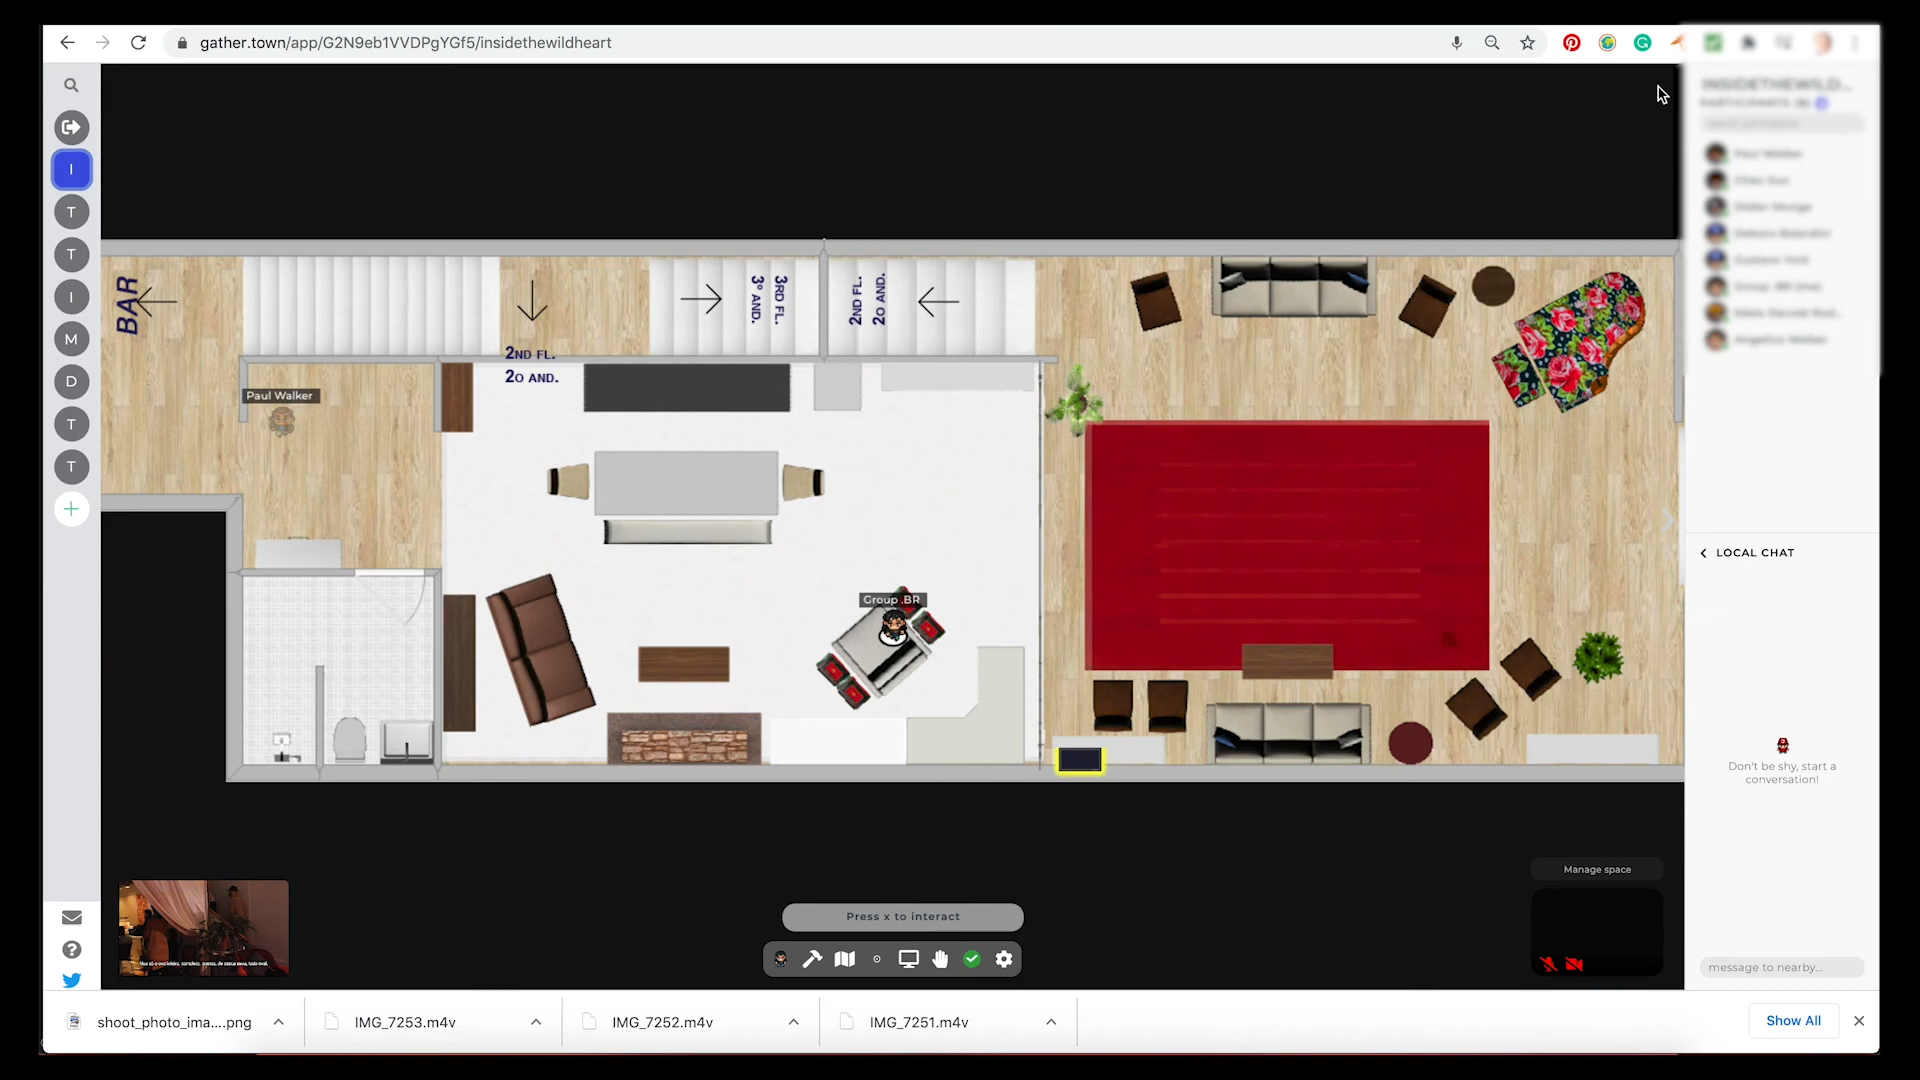 gather.town/app/G2N9eb1VVDPgYGf5/insidethewildheart
I
T
T
I
M
D
T
T
BAR
3º AND.
3RD FL.
2ND FL.
2O AND.
2ND FL.
2O AND.
Paul Walker
Group .BR
LOCAL CHAT
Don't be shy, start a
conversation!
Manage space
Press x to interact
message to nearby...
shoot_photo_ima....png
IMG_7253.m4v
IMG_7252.m4v
IMG_7251.m4v
Show All